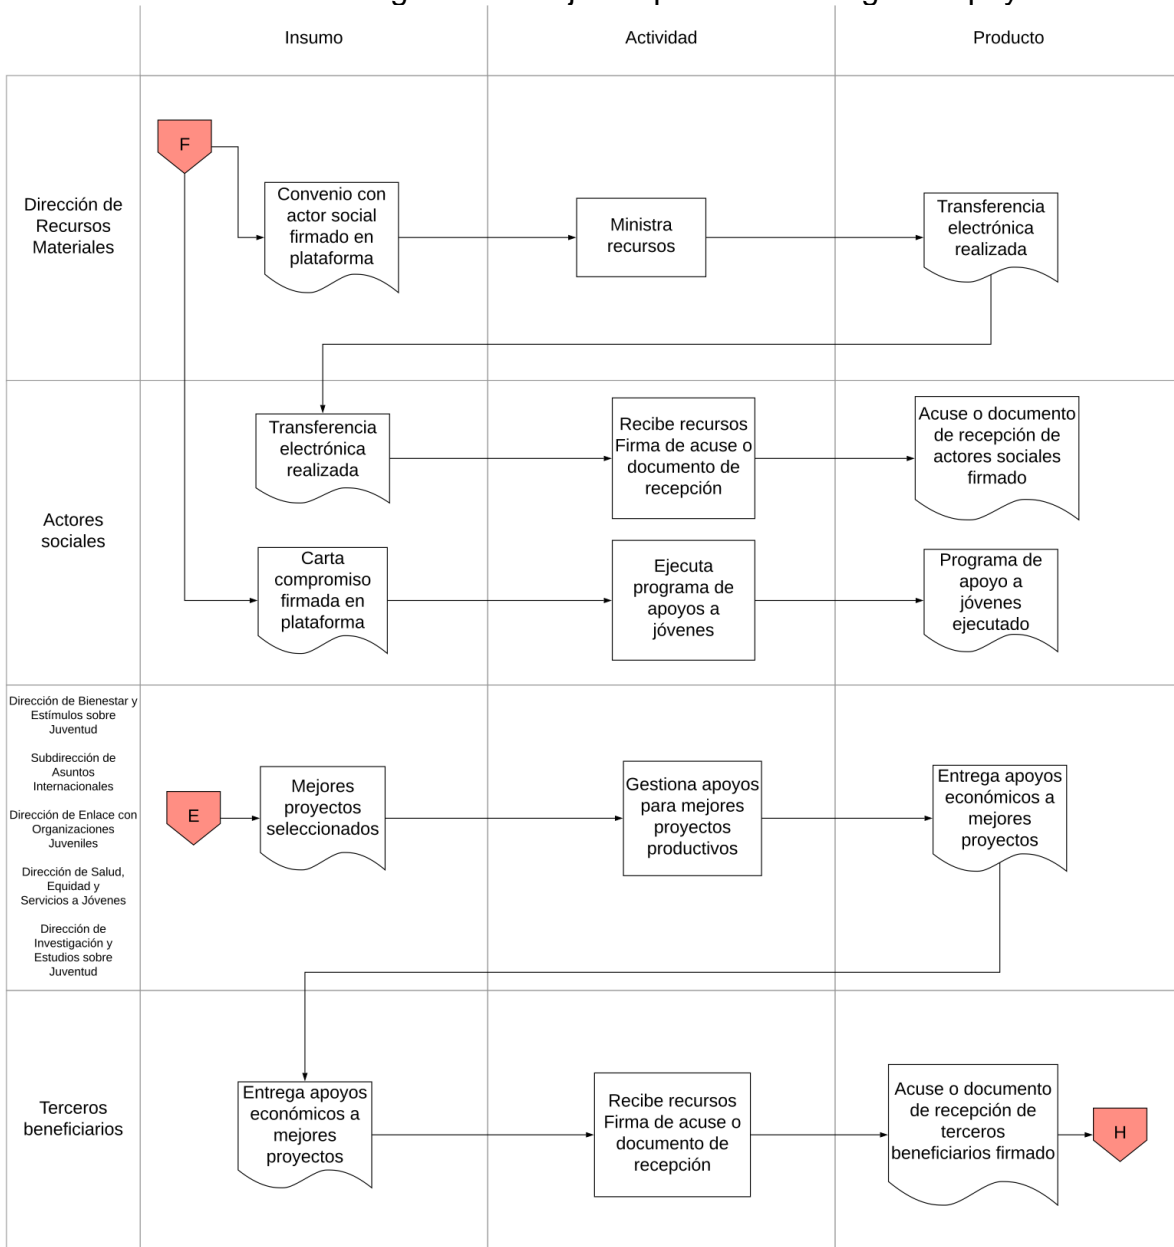 Insumo
Actividad
Producto
Dirección de
Recursos
Materiales
F
Convenio con
actor social
firmado en
plataforma
Ministra
recursos
Transferencia
electrónica
realizada
Actores
sociales
Transferencia
electrónica
realizada
Recibe recursos
Firma de acuse o
documento de
recepción
Acuse o documento
de recepción de
actores sociales
firmado
Carta
compromiso
firmada en
plataforma
Ejecuta
programa de
apoyos a
jóvenes
Programa de
apoyo a
jóvenes
ejecutado
Dirección de Bienestar y
Estímulos sobre
Juventud
Subdirección de
Asuntos
Internacionales
Dirección de Enlace con
Organizaciones
Juveniles
Dirección de Salud,
Equidad y
Servicios a Jóvenes
Dirección de
Investigación y
Estudios sobre
Juventud
E
Mejores
proyectos
seleccionados
Gestiona apoyos
para mejores
proyectos
productivos
Entrega apoyos
económicos a
mejores
proyectos
Terceros
beneficiarios
Entrega apoyos
económicos a
mejores
proyectos
Recibe recursos
Firma de acuse o
documento de
recepción
Acuse o documento
de recepción de
terceros
beneficiarios firmado
H